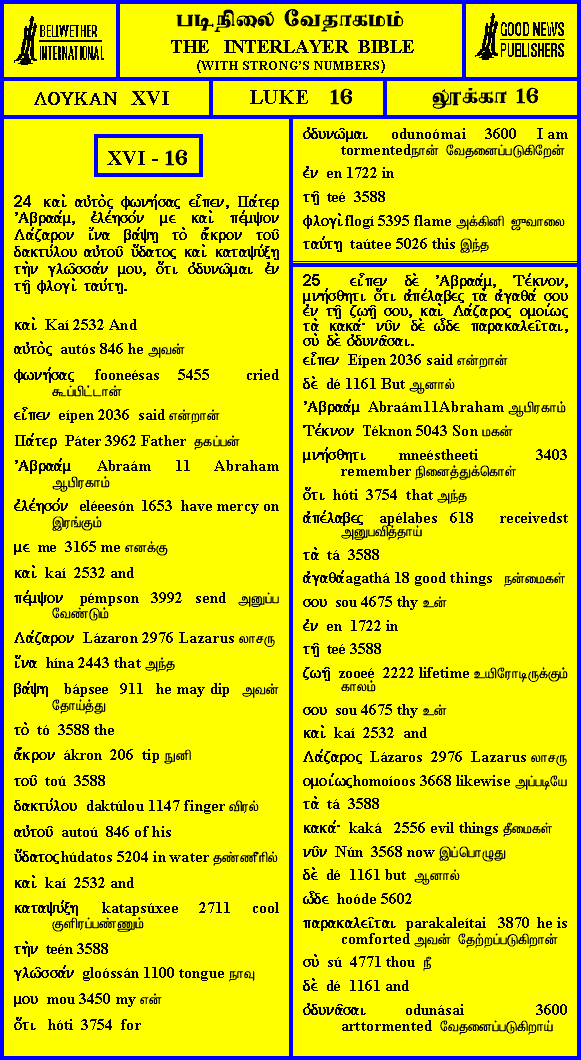 BELIWETHER
INTERNATIONAL
படிநிலை வேதாகமம்
THE INTERLAYER BIBLE
(WITH STRONG'S NUMBERS)
GOOD NEWS
PUBLISHERS
ΛΟΥΚΑΝ XVI
LUKE 16
லூக்கா 16
XVI - 16
24 καὶ αὐτὸς φωνήσας εἶπεν, Πάτερ
Ἀβραάμ, ἐλέησόν με καὶ πέμψον
Λάζαρον ἵνα βάψῃ τὸ ἄκρον τοῦ
δακτύλου αὐτοῦ ὕδατος καὶ καταψύξῃ
τὴν γλῶσσάν μου, ὅτι ὀδυνῶμαι ἐν
τῇ φλογὶ ταύτῃ.
καὶ Kaí 2532 And
αὐτὸς autós 846 he அவன்
φωνήσας fooneésas 5455 cried
கூப்பிட்டான்
εἶπεν eípen 2036 said என்றான்
Πάτερ Páter 3962 Father தகப்பன்
Ἀβραάμ Abraám 11 Abraham
ஆபிரகாம்
ἐλέησόν eléeesón 1653 have mercy on
இரங்கும்
με me 3165 me எனக்கு
καὶ kaí 2532 and
πέμψον pémpson 3992 send அனுப்ப
வேண்டும்
Λάζαρον Lázaron 2976 Lazarus லாசரு
ἵνα hína 2443 that அந்த
βάψῃ bápsee 911 he may dip அவன்
தோய்த்து
τὸ tó 3588 the
ἄκρον ákron 206 tip நுனி
τοῦ toú 3588
δακτύλου daktúlou 1147 finger விரல்
αὐτοῦ autoú 846 of his
ὕδατος húdatos 5204 in water தண்ணீரில்
καὶ kaí 2532 and
καταψύξῃ katapsúxee 2711 cool
குளிரப்பண்ணும்
τὴν teén 3588
γλῶσσάν gloóssán 1100 tongue நாவு
μου mou 3450 my என்
ὅτι hóti 3754 for
ὀδυνῶμαι odunoómai 3600 I am
tormented நான் வேதனைப்படுகிறேன்
ἐν en 1722 in
τῇ teé 3588
φλογὶ flogí 5395 flame அக்கினி ஜுவாலை
ταύτῃ taútee 5026 this இந்த
25 εἶπεν δὲ Ἀβραάμ, Τέκνον,
μνήσθητι ὅτι ἀπέλαβες τὰ ἀγαθά σου
ἐν τῇ ζωῇ σου, καὶ Λάζαρος ομοίως
τὰ κακά· νῦν δὲ ὧδε παρακαλεῖται,
σὺ δὲ ὀδυνᾶσαι.
εἶπεν Eípen 2036 said என்றான்
δὲ dé 1161 But ஆனால்
Ἀβραάμ Abraám 11 Abraham ஆபிரகாம்
Τέκνον Téknon 5043 Son மகன்
μνήσθητι mneéstheeti 3403
remember நினைத்துக்கொள்
ὅτι hóti 3754 that அந்த
ἀπέλαβες apélabes 618 receivedst
அனுபவித்தாய்
τὰ tá 3588
ἀγαθά agathá 18 good things நன்மைகள்
σου sou 4675 thy உன்
ἐν en 1722 in
τῇ teé 3588
ζωῇ zooeé 2222 lifetime உயிரோடிருக்கும்
காலம்
σου sou 4675 thy உன்
καὶ kaí 2532 and
Λάζαρος Lázaros 2976 Lazarus லாசரு
ομοίως homoíoos 3668 likewise அப்படியே
τὰ tá 3588
κακά· kaká 2556 evil things தீமைகள்
νῦν Nún 3568 now இப்பொழுது
δὲ dé 1161 but ஆனால்
ὧδε hoóde 5602
παρακαλεῖται parakaleítai 3870 he is
comforted அவன் தேற்றப்படுகிறான்
σὺ sú 4771 thou நீ
δὲ dé 1161 and
ὀδυνᾶσαι odunásai 3600
arttormented வேதனைப்படுகிறாய்